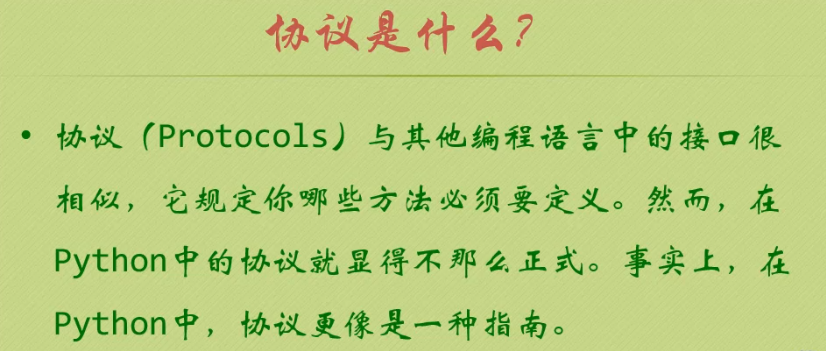 协议是什么？
• 协议（Protocols）与其他编程语言中的接口很
相似，它规定你哪些方法必须要定义。然而，在
Python中的协议就显得不那么正式。事实上，在
Python中，协议更像是一种指南。